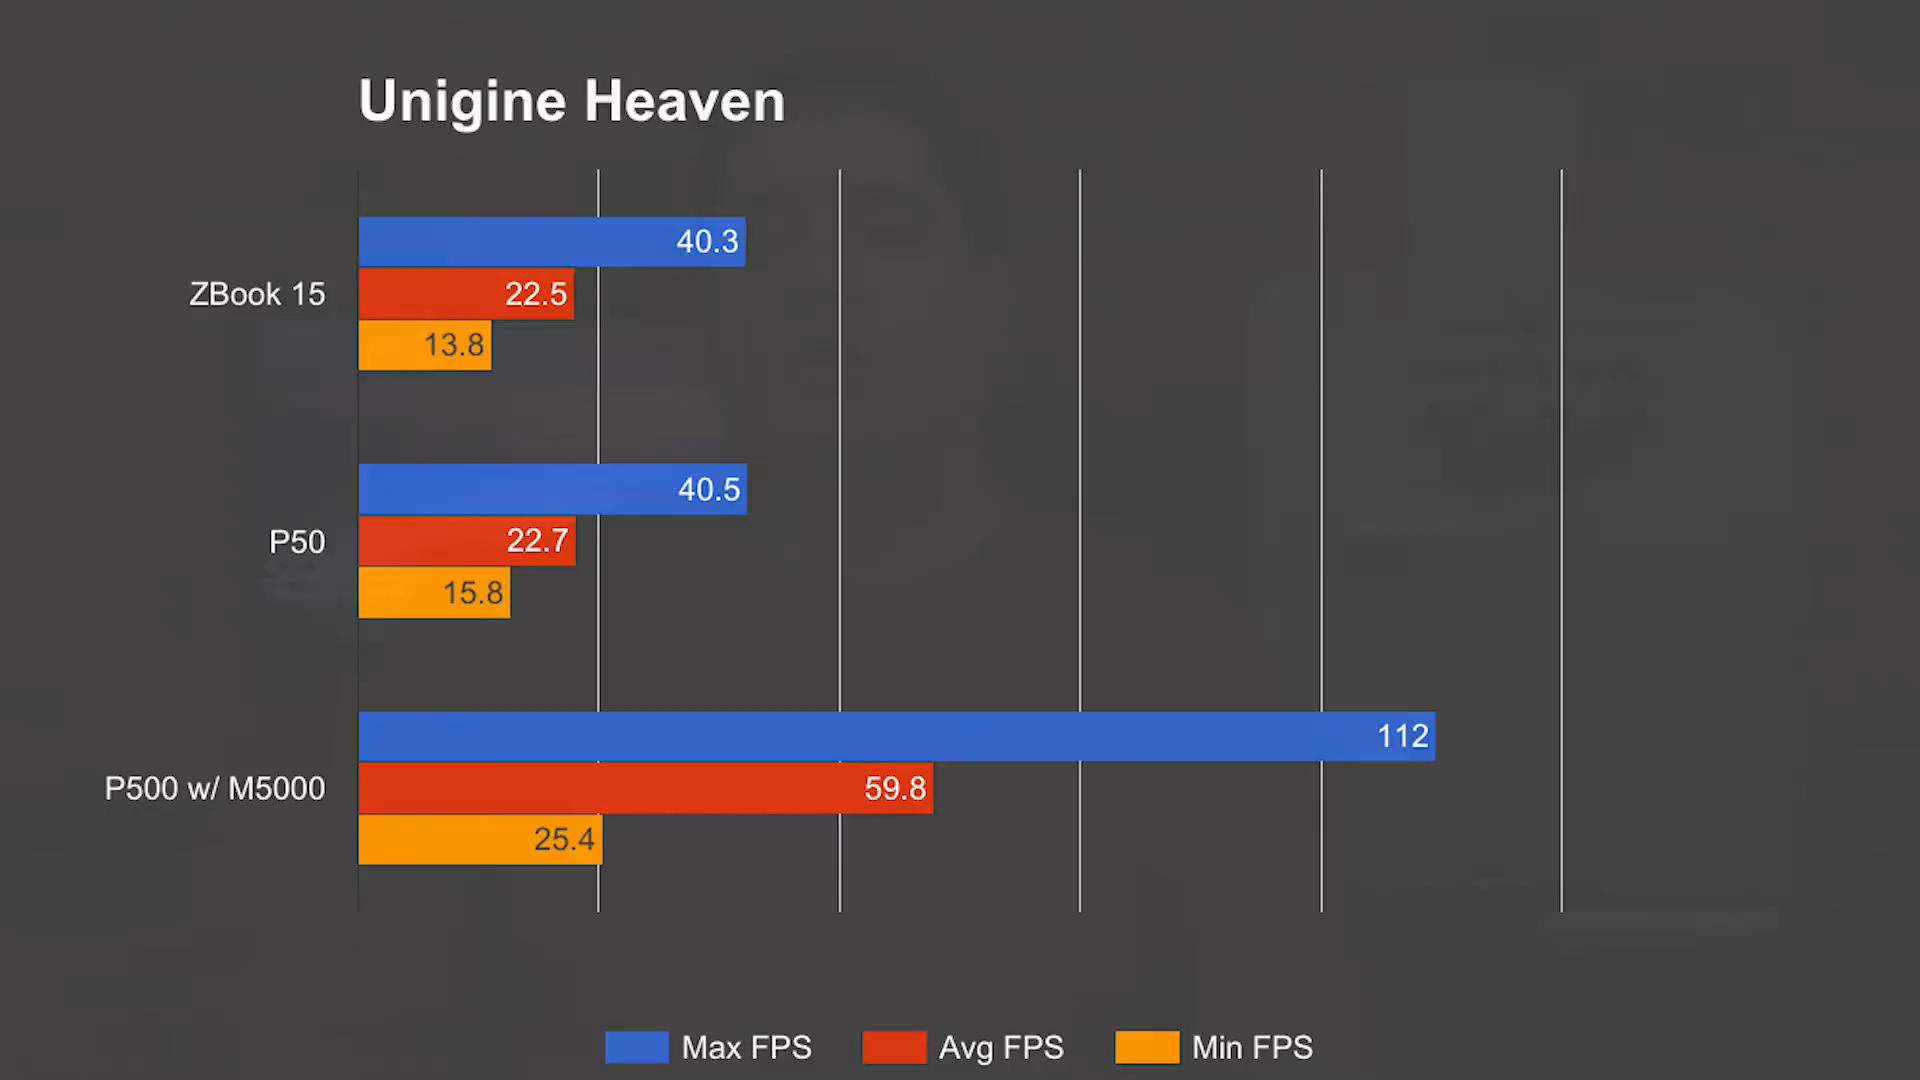 Unigine Heaven
40.3
ZBook 15
22.5
13.8
40.5
P50
22.7
15.8
112
P500 w/ M5000
59.8
25.4
Max FPS
Avg FPS
Min FPS